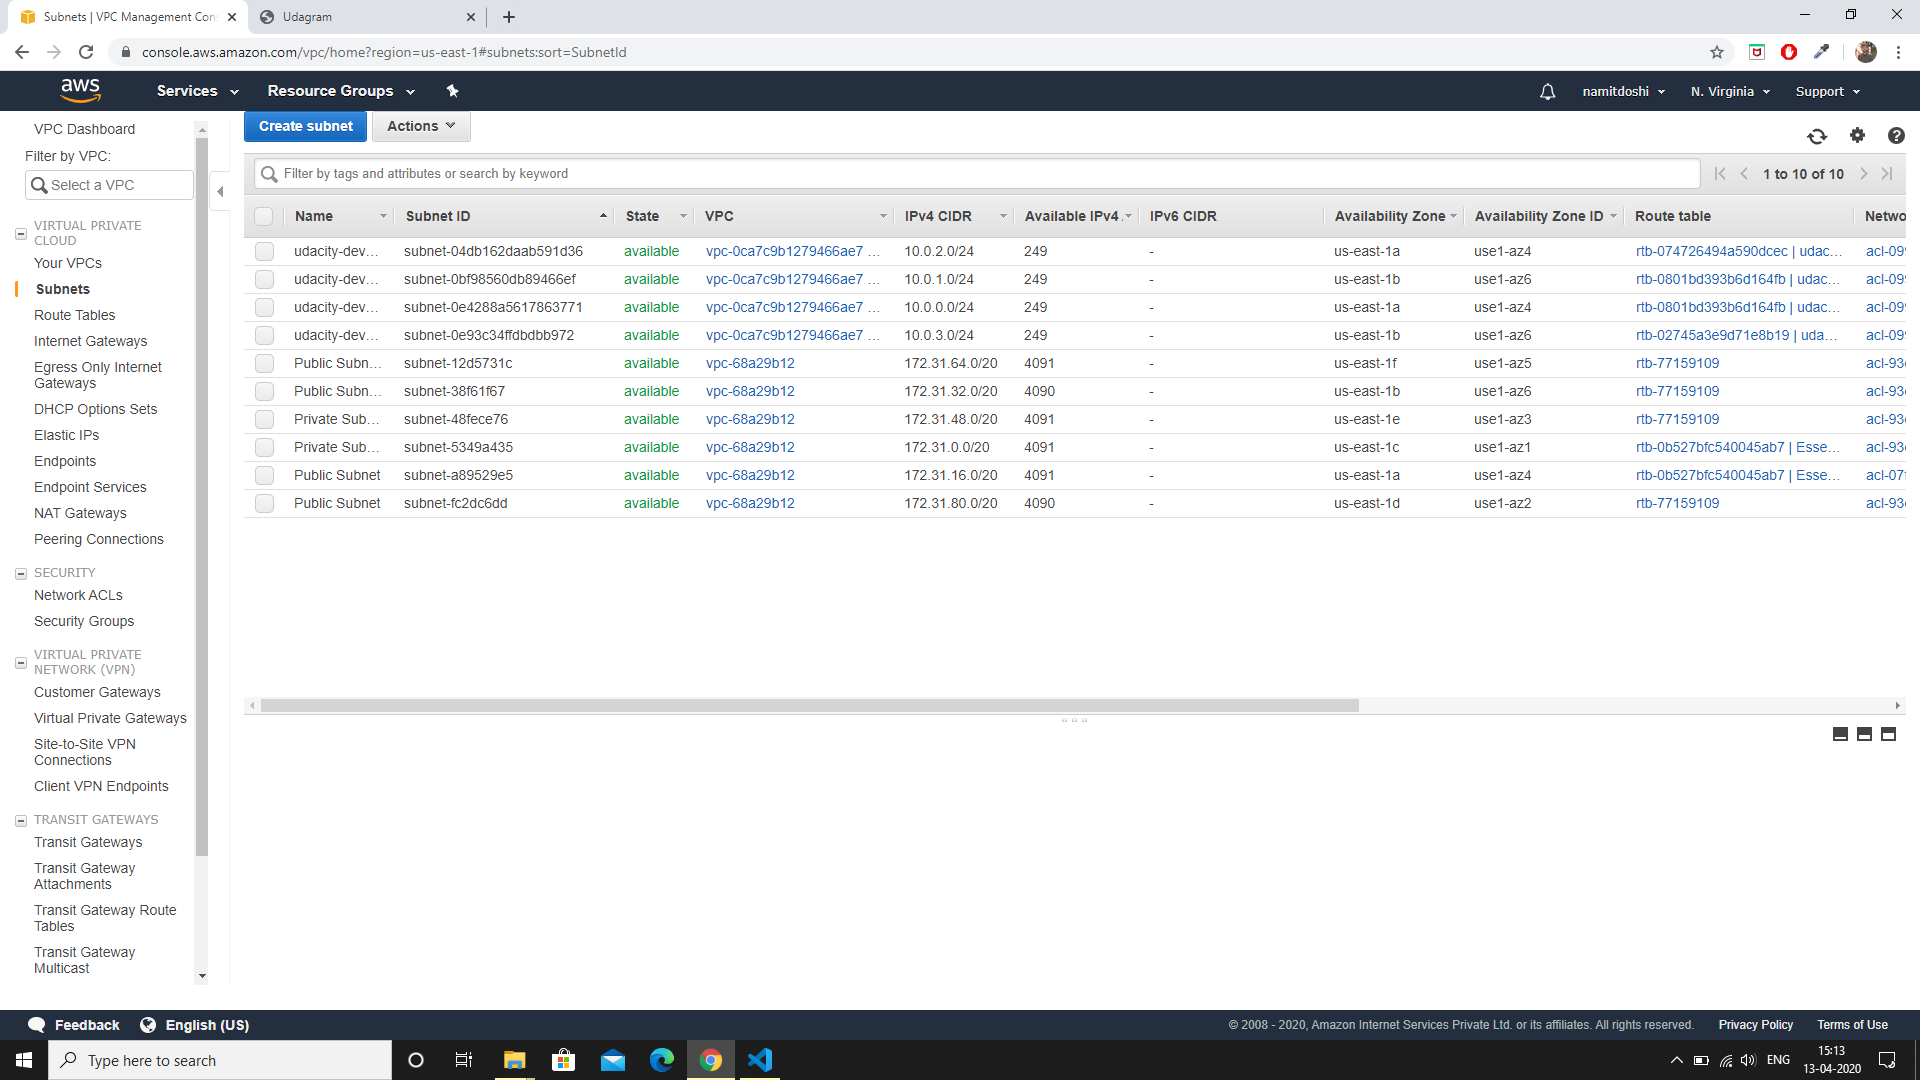 Subnets | VPC Management Con
Udagram
console.aws.amazon.com/vpc/home?region=us-east-1#subnets:sort=SubnetId
aws Services Resource Groups namitdoshi N. Virginia Support
VPC Dashboard
Filter by VPC:
Select a VPC
VIRTUAL PRIVATE
CLOUD
Your VPCs
Subnets
Route Tables
Internet Gateways
Egress Only Internet
Gateways
DHCP Options Sets
Elastic IPs
Endpoints
Endpoint Services
NAT Gateways
Peering Connections
SECURITY
Network ACLs
Security Groups
VIRTUAL PRIVATE
NETWORK (VPN)
Customer Gateways
Virtual Private Gateways
Site-to-Site VPN
Connections
Client VPN Endpoints
TRANSIT GATEWAYS
Transit Gateways
Transit Gateway
Attachments
Transit Gateway Route
Tables
Transit Gateway
Multicast
Create subnet Actions
Filter by tags and attributes or search by keyword 1 to 10 of 10
Name Subnet ID State VPC IPv4 CIDR Available IPv4 IPv6 CIDR Availability Zone Availability Zone ID Route table Netwo
udacity-dev... subnet-04db162daab591d36 available vpc-0ca7c9b1279466ae7 ... 10.0.2.0/24 249 - us-east-1a use1-az4 rtb-074726494a590dcec | udac... acl-099
udacity-dev... subnet-0bf98560db89466ef available vpc-0ca7c9b1279466ae7 ... 10.0.1.0/24 249 - us-east-1b use1-az6 rtb-0801bd393b6d164fb | udac... acl-099
udacity-dev... subnet-0e4288a5617863771 available vpc-0ca7c9b1279466ae7 ... 10.0.0.0/24 249 - us-east-1a use1-az4 rtb-0801bd393b6d164fb | udac... acl-099
udacity-dev... subnet-0e93c34ffdbdbb972 available vpc-0ca7c9b1279466ae7 ... 10.0.3.0/24 249 - us-east-1b use1-az6 rtb-02745a3e9d71e8b19 | uda... acl-099
Public Subn... subnet-12d5731c available vpc-68a29b12 172.31.64.0/20 4091 - us-east-1f use1-az5 rtb-77159109 acl-93
Public Subn... subnet-38f61f67 available vpc-68a29b12 172.31.32.0/20 4090 - us-east-1b use1-az6 rtb-77159109 acl-93
Private Sub... subnet-48fece76 available vpc-68a29b12 172.31.48.0/20 4091 - us-east-1e use1-az3 rtb-77159109 acl-93
Private Sub... subnet-5349a435 available vpc-68a29b12 172.31.0.0/20 4091 - us-east-1c use1-az1 rtb-0b527bfc540045ab7 | Esse... acl-93
Public Subnet subnet-a89529e5 available vpc-68a29b12 172.31.16.0/20 4091 - us-east-1a use1-az4 rtb-0b527bfc540045ab7 | Esse... acl-07
Public Subnet subnet-fc2dc6dd available vpc-68a29b12 172.31.80.0/20 4090 - us-east-1d use1-az2 rtb-77159109 acl-93
Feedback English (US) © 2008 - 2020, Amazon Internet Services Private Ltd. or its affiliates. All rights reserved. Privacy Policy Terms of Use
Type here to search
ENG
15:13
13-04-2020